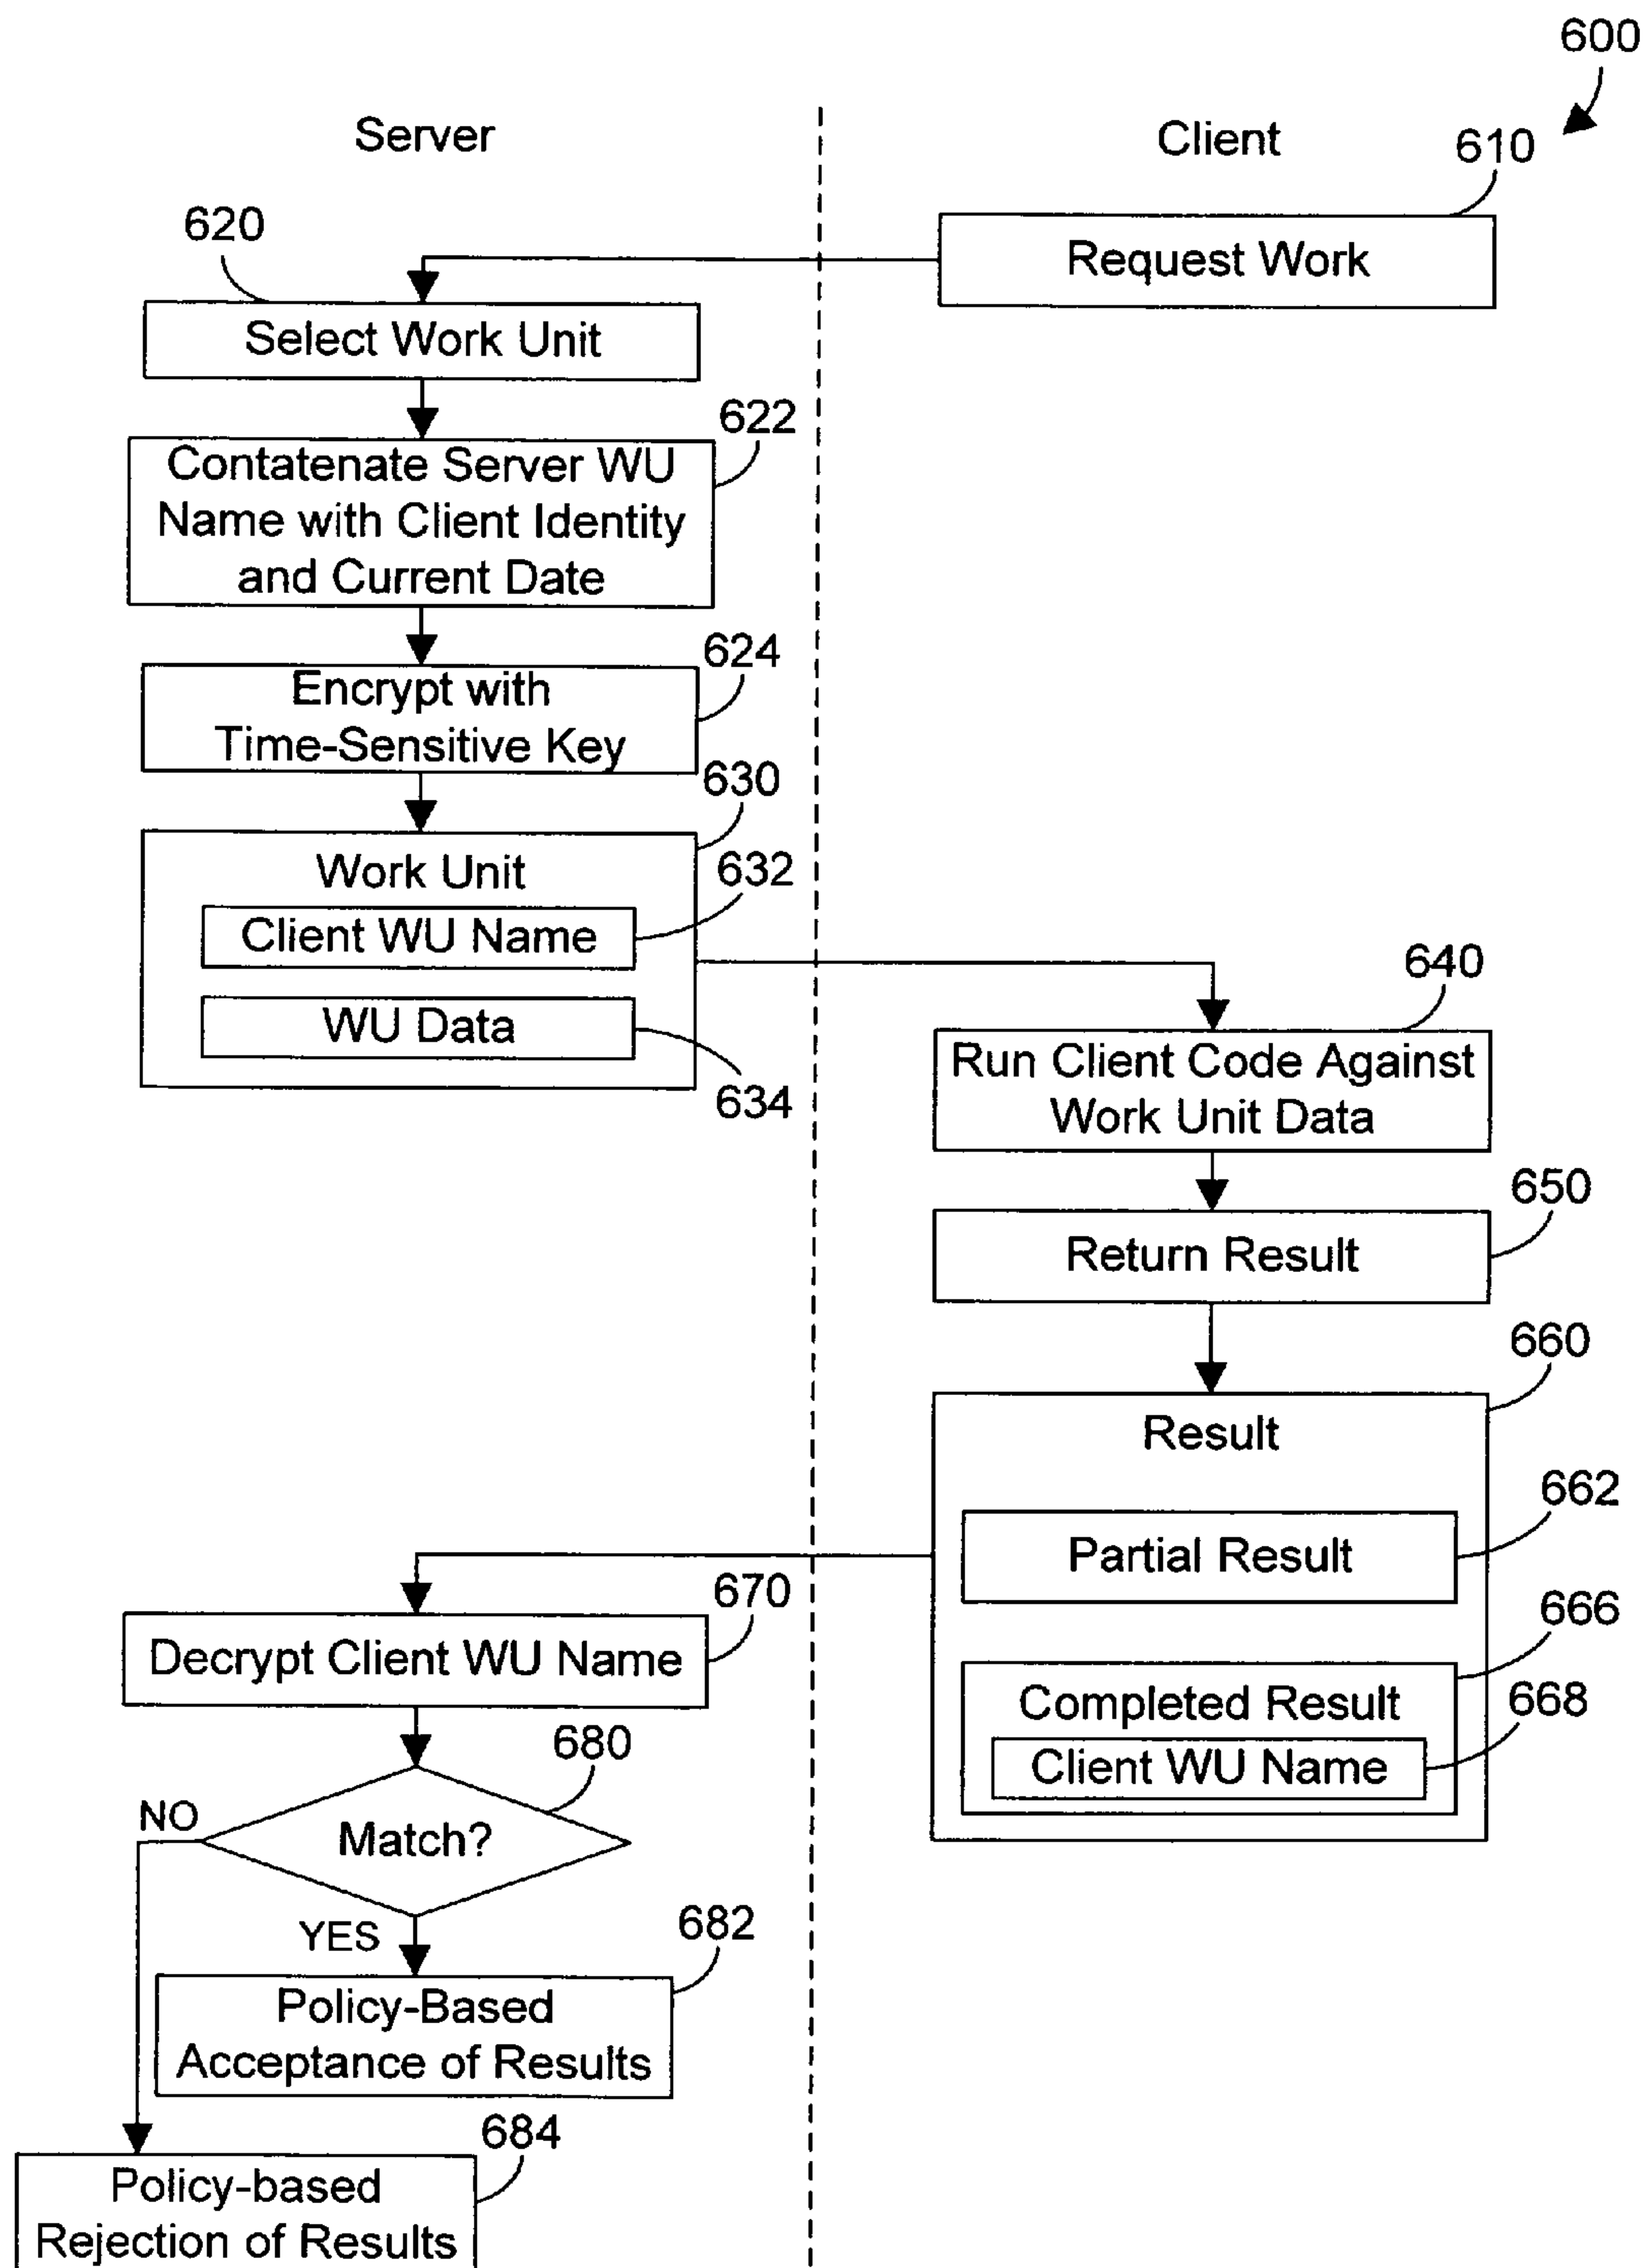 600
Server
Client
610
Request Work
620
Select Work Unit
622
Contatenate Server WU
Name with Client Identity
and Current Date
624
Encrypt with
Time-Sensitive Key
630
Work Unit
632
Client WU Name
WU Data
634
640
Run Client Code Against
Work Unit Data
650
Return Result
660
Result
662
Partial Result
666
Completed Result
668
Client WU Name
670
Decrypt Client WU Name
680
Match?
NO
YES
682
Policy-Based
Acceptance of Results
684
Policy-based
Rejection of Results